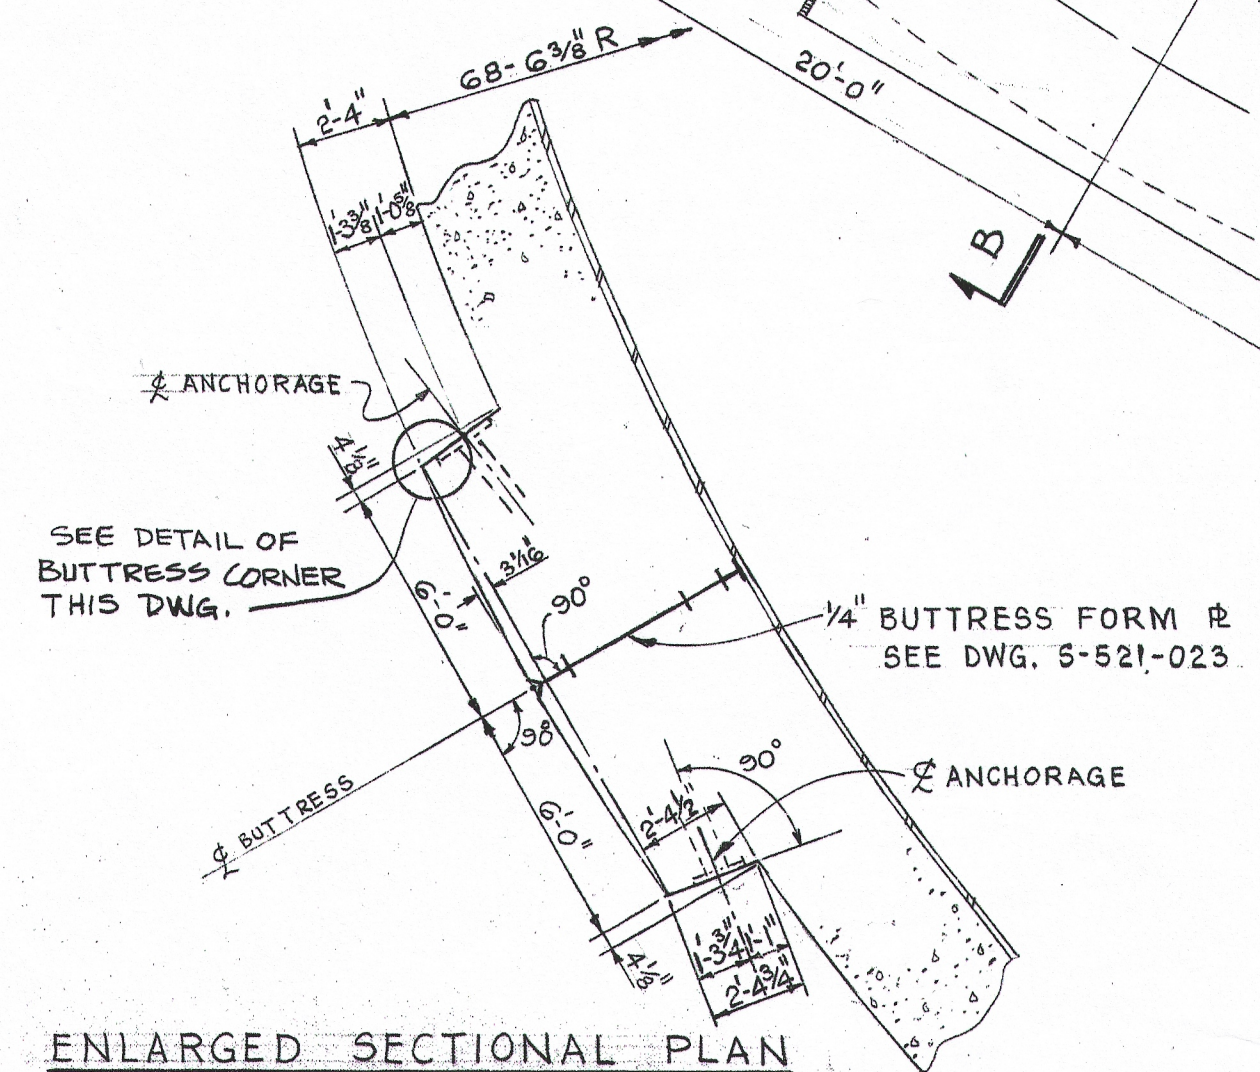 68-6 3/8" R
2'-4"
20'-0"
1'-3 3/8"
1'-0 5/8"
B
℄ ANCHORAGE
4 1/8"
SEE DETAIL OF
BUTTRESS CORNER
THIS DWG.
3 1/16"
6'-0"
90°
1/4" BUTTRESS FORM ℙL
SEE DWG. S-521-023
90°
℄ BUTTRESS
6'-0"
2'-4 1/2"
90°
℄ ANCHORAGE
1'-3 3/4"
1'-1"
2'-4 3/4"
4 1/8"
ENLARGED SECTIONAL PLAN